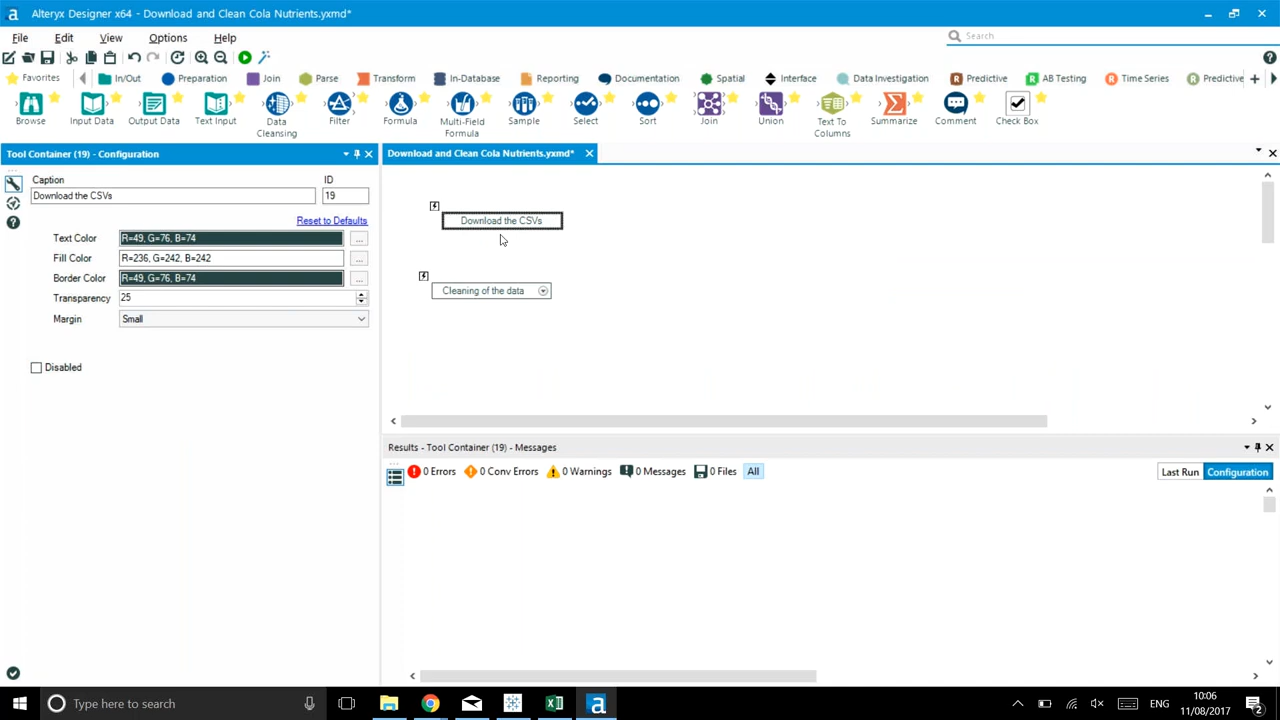 a Alteryx Designer x64 - Download and Clean Cola Nutrients.yxmd*
File Edit View Options Help
Search
Favorites In/Out Preparation Join Parse Transform In-Database Reporting Documentation Spatial Interface Data Investigation Predictive AB Testing Time Series Predictive
Browse Input Data Output Data Text Input Data Cleansing Filter Formula Multi-Field Formula Sample Select Sort Join Union Text To Columns Summarize Comment Check Box
Tool Container (19) - Configuration
Download and Clean Cola Nutrients.yxmd*
Caption ID
Download the CSVs 19
Reset to Defaults
Text Color R=49, G=76, B=74 ...
Fill Color R=236, G=242, B=242 ...
Border Color R=49, G=76, B=74 ...
Transparency 25
Margin Small
Disabled
Download the CSVs
Cleaning of the data
Results - Tool Container (19) - Messages
0 Errors 0 Conv Errors 0 Warnings 0 Messages 0 Files All
Last Run Configuration
Type here to search
a
ENG
10:06
11/08/2017
2